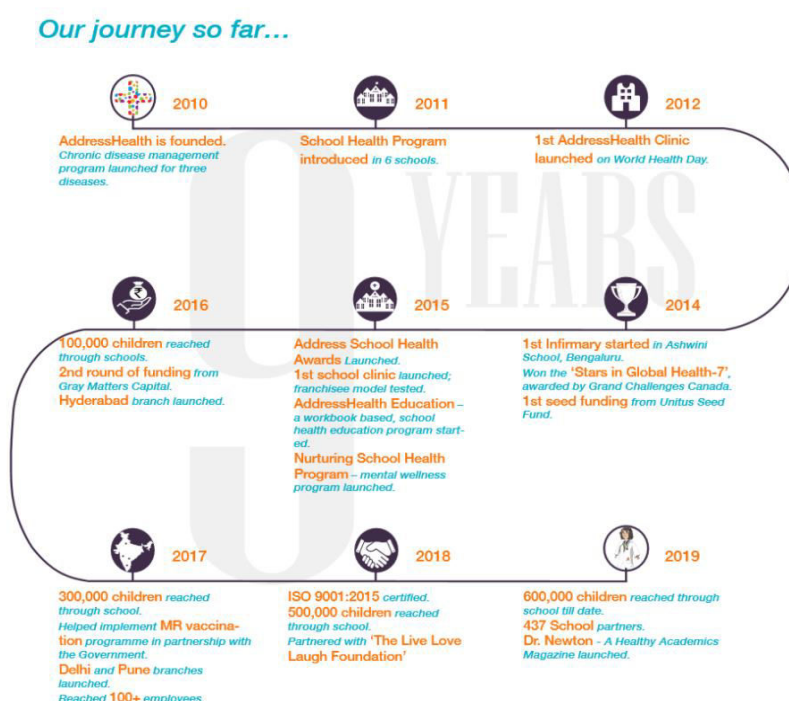 Our journey so far...
9 YEARS
2010
AddressHealth is founded.
Chronic disease management
program launched for three
diseases.
2011
School Health Program
introduced in 6 schools.
2012
1st AddressHealth Clinic
launched on World Health Day.
2014
1st Infirmary started in Ashwini
School, Bengaluru.
Won the ‘Stars in Global Health-7’,
awarded by Grand Challenges Canada.
1st seed funding from Unitus Seed
Fund.
2015
Address School Health
Awards Launched.
1st school clinic launched;
franchisee model tested.
AddressHealth Education –
a workbook based, school
health education program start-
ed.
Nurturing School Health
Program – mental wellness
program launched.
2016
100,000 children reached
through schools.
2nd round of funding from
Gray Matters Capital.
Hyderabad branch launched.
2017
300,000 children reached
through school.
Helped implement MR vaccina-
tion programme in partnership with
the Government.
Delhi and Pune branches
launched.
Reached 100+ employees
2018
ISO 9001:2015 certified.
500,000 children reached
through school.
Partnered with ‘The Live Love
Laugh Foundation’
2019
600,000 children reached through
school till date.
437 School partners.
Dr. Newton - A Healthy Academics
Magazine launched.